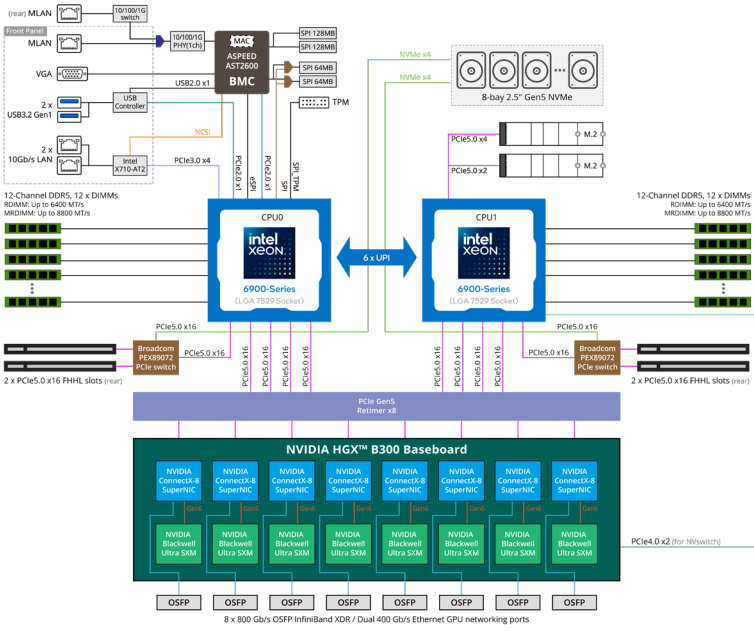 (rear) MLAN
10/100/1G
switch
Front Panel
MLAN
10/100/1G
PHY(1ch)
MAC
ASPEED
AST2600
BMC
SPI 128MB
SPI 128MB
SPI 64MB
SPI 64MB
TPM
VGA
USB2.0 x1
2 x
USB3.2 Gen1
USB
Controller
NCSI
2 x
10Gb/s LAN
Intel
X710-AT2
PCIe3.0 x4
PCIe2.0 x1
eSPI
PCIe2.0 x1
SPI
SPI_TPM
NVMe x4
NVMe x4
8-bay 2.5" Gen5 NVMe
PCIe5.0 x4
M.2
PCIe5.0 x2
M.2
12-Channel DDR5, 12 x DIMMs
RDIMM: Up to 6400 MT/s
MRDIMM: Up to 8800 MT/s
CPU0
intel
XEON
6900-Series
(LGA 7529 Socket)
6 x UPI
CPU1
intel
XEON
6900-Series
(LGA 7529 Socket)
12-Channel DDR5, 12 x DIMMs
RDIMM: Up to 6400 MT/s
MRDIMM: Up to 8800 MT/s
PCIe5.0 x16
Broadcom
PEX89072
PCIe switch
PCIe5.0 x16
2 x PCIe5.0 x16 FHHL slots (rear)
PCIe5.0 x16
PCIe5.0 x16
PCIe5.0 x16
PCIe5.0 x16
PCIe5.0 x16
PCIe5.0 x16
PCIe5.0 x16
PCIe5.0 x16
PCIe5.0 x16
PCIe5.0 x16
Broadcom
PEX89072
PCIe switch
2 x PCIe5.0 x16 FHHL slots (rear)
PCIe Gen5
Retimer x8
NVIDIA HGX™ B300 Baseboard
NVIDIA
ConnectX-8
SuperNIC
NVIDIA
ConnectX-8
SuperNIC
NVIDIA
ConnectX-8
SuperNIC
NVIDIA
ConnectX-8
SuperNIC
NVIDIA
ConnectX-8
SuperNIC
NVIDIA
ConnectX-8
SuperNIC
NVIDIA
ConnectX-8
SuperNIC
NVIDIA
ConnectX-8
SuperNIC
Gen6
Gen6
Gen6
Gen6
Gen6
Gen6
Gen6
Gen6
NVIDIA
Blackwell
Ultra SXM
NVIDIA
Blackwell
Ultra SXM
NVIDIA
Blackwell
Ultra SXM
NVIDIA
Blackwell
Ultra SXM
NVIDIA
Blackwell
Ultra SXM
NVIDIA
Blackwell
Ultra SXM
NVIDIA
Blackwell
Ultra SXM
NVIDIA
Blackwell
Ultra SXM
PCIe4.0 x2 (for NVswitch)
OSFP
OSFP
OSFP
OSFP
OSFP
OSFP
OSFP
OSFP
8 x 800 Gb/s OSFP InfiniBand XDR / Dual 400 Gb/s Ethernet GPU networking ports